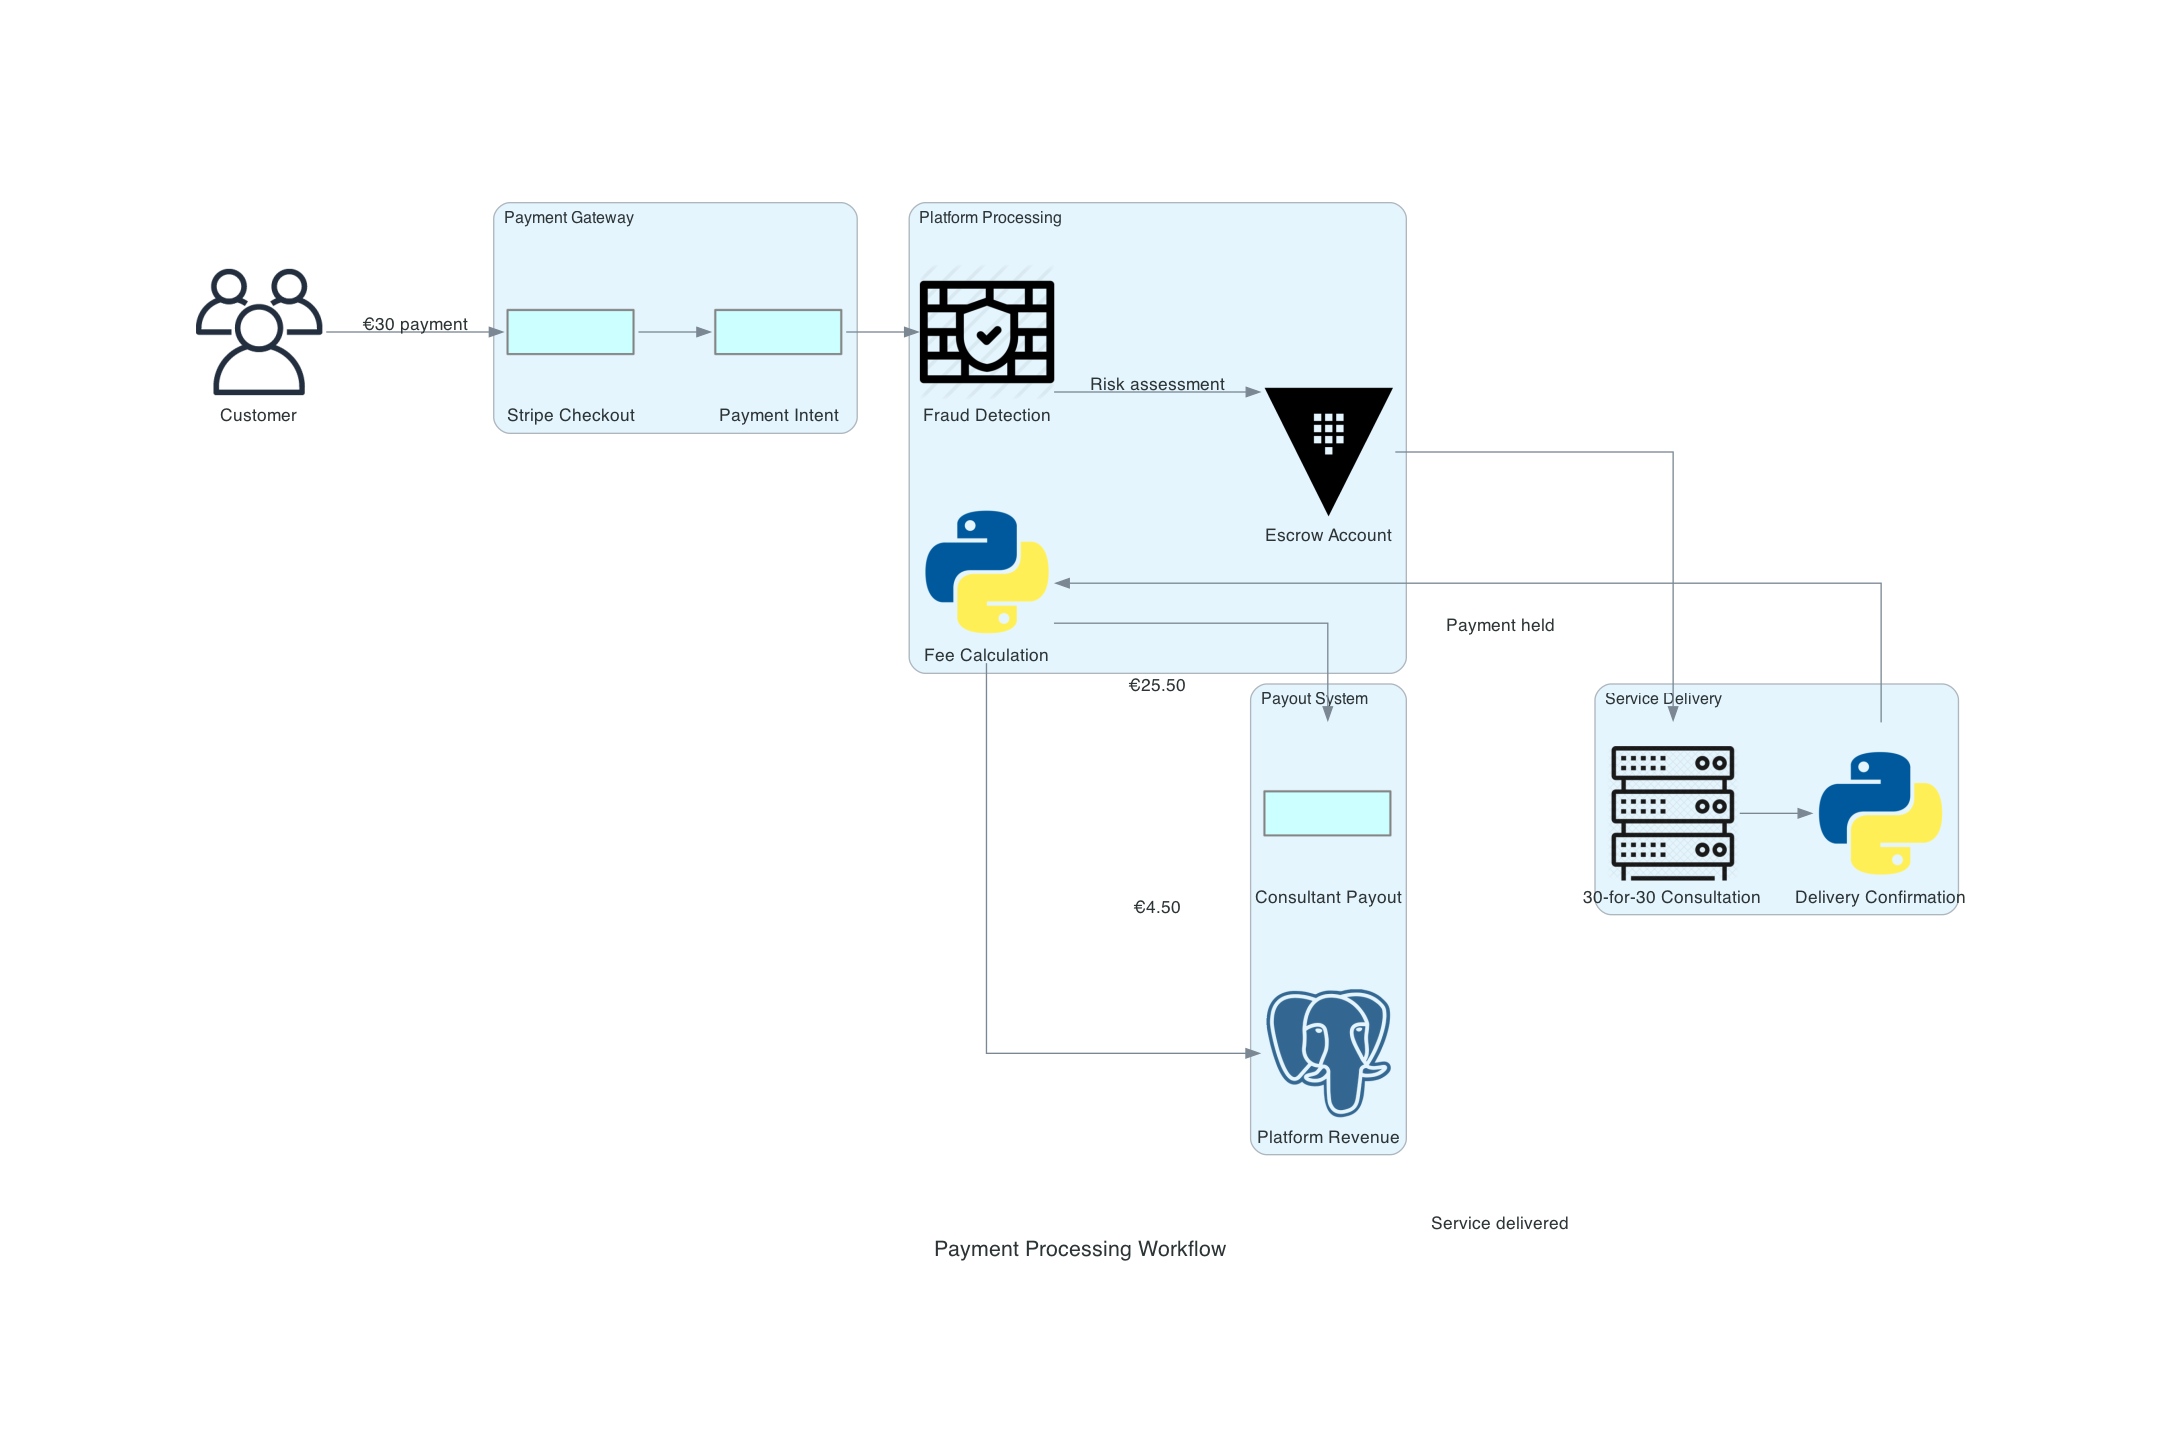 Payment Gateway
Platform Processing
€30 payment
Customer
Stripe Checkout
Payment Intent
Fraud Detection
Risk assessment
Escrow Account
Fee Calculation
Payment held
€25.50
Payout System
Service Delivery
Consultant Payout
30-for-30 Consultation
Delivery Confirmation
€4.50
Platform Revenue
Service delivered
Payment Processing Workflow